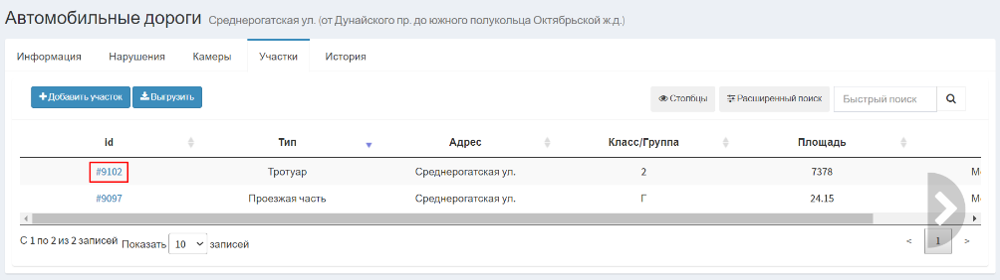 Автомобильные дороги Среднерогатская ул. (от Дунайского пр. до южного полукольца Октябрьской ж.д.)
Информация Нарушения Камеры Участки История
Добавить участок Выгрузить Столбцы Расширенный поиск Быстрый поиск
Id Тип Адрес Класс/Группа Площадь
#9102 Тротуар Среднерогатская ул. 2 7378
#9097 Проезжая часть Среднерогатская ул. Г 24.15
С 1 по 2 из 2 записей Показать 10 записей < 1 >